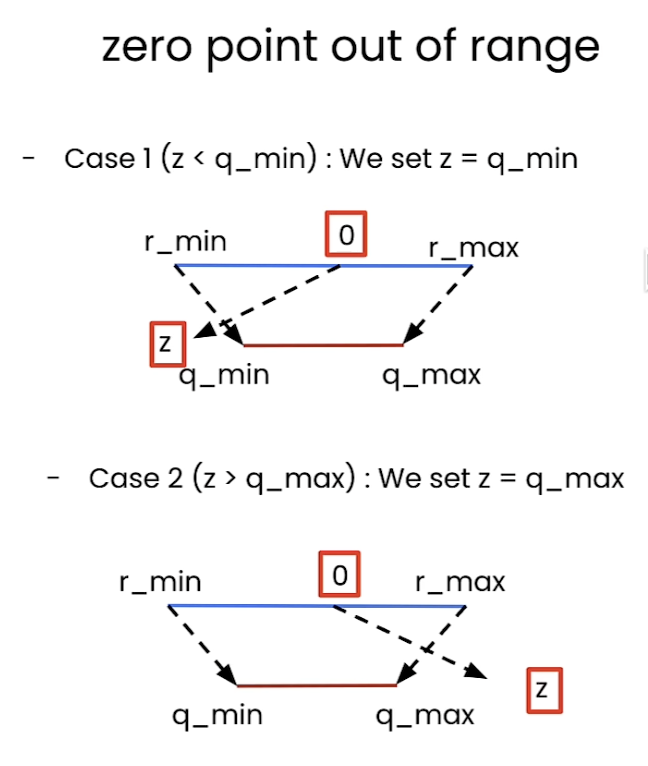 zero point out of range
- Case 1 (z < q_min) : We set z = q_min
r_min 0 r_max
z
q_min q_max
- Case 2 (z > q_max) : We set z = q_max
r_min 0 r_max
z
q_min q_max